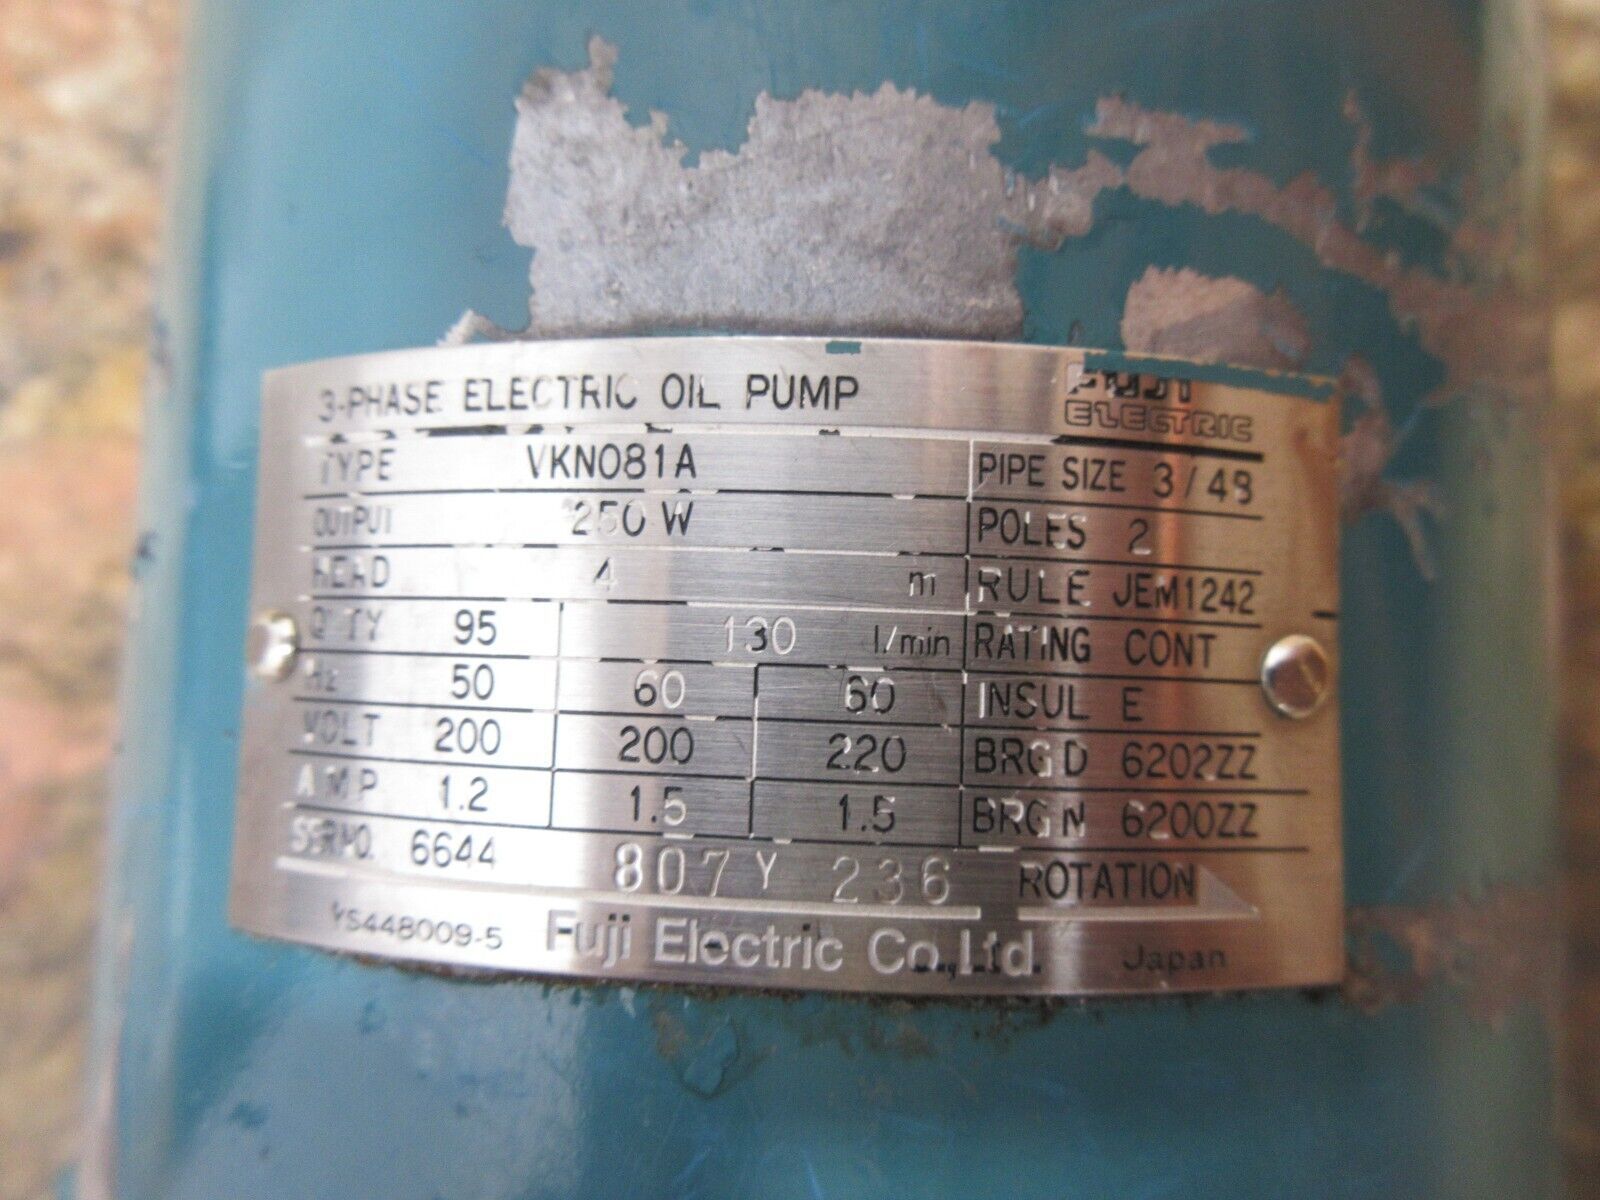 3-PHASE ELECTRIC OIL PUMP
FUJI
ELECTRIC
TYPE VKN081A PIPE SIZE 3/4B
OUTPUT 250 W POLES 2
HEAD 4 m RULE JEM1242
Q'TY 95 130 l/min RATING CONT
Hz 50 60 60 INSUL E
VOLT 200 200 220 BRG D 6202ZZ
AMP 1.2 1.5 1.5 BRG N 6200ZZ
SER NO. 6644 807Y 236 ROTATION
YS448009-5 Fuji Electric Co., Ltd. Japan